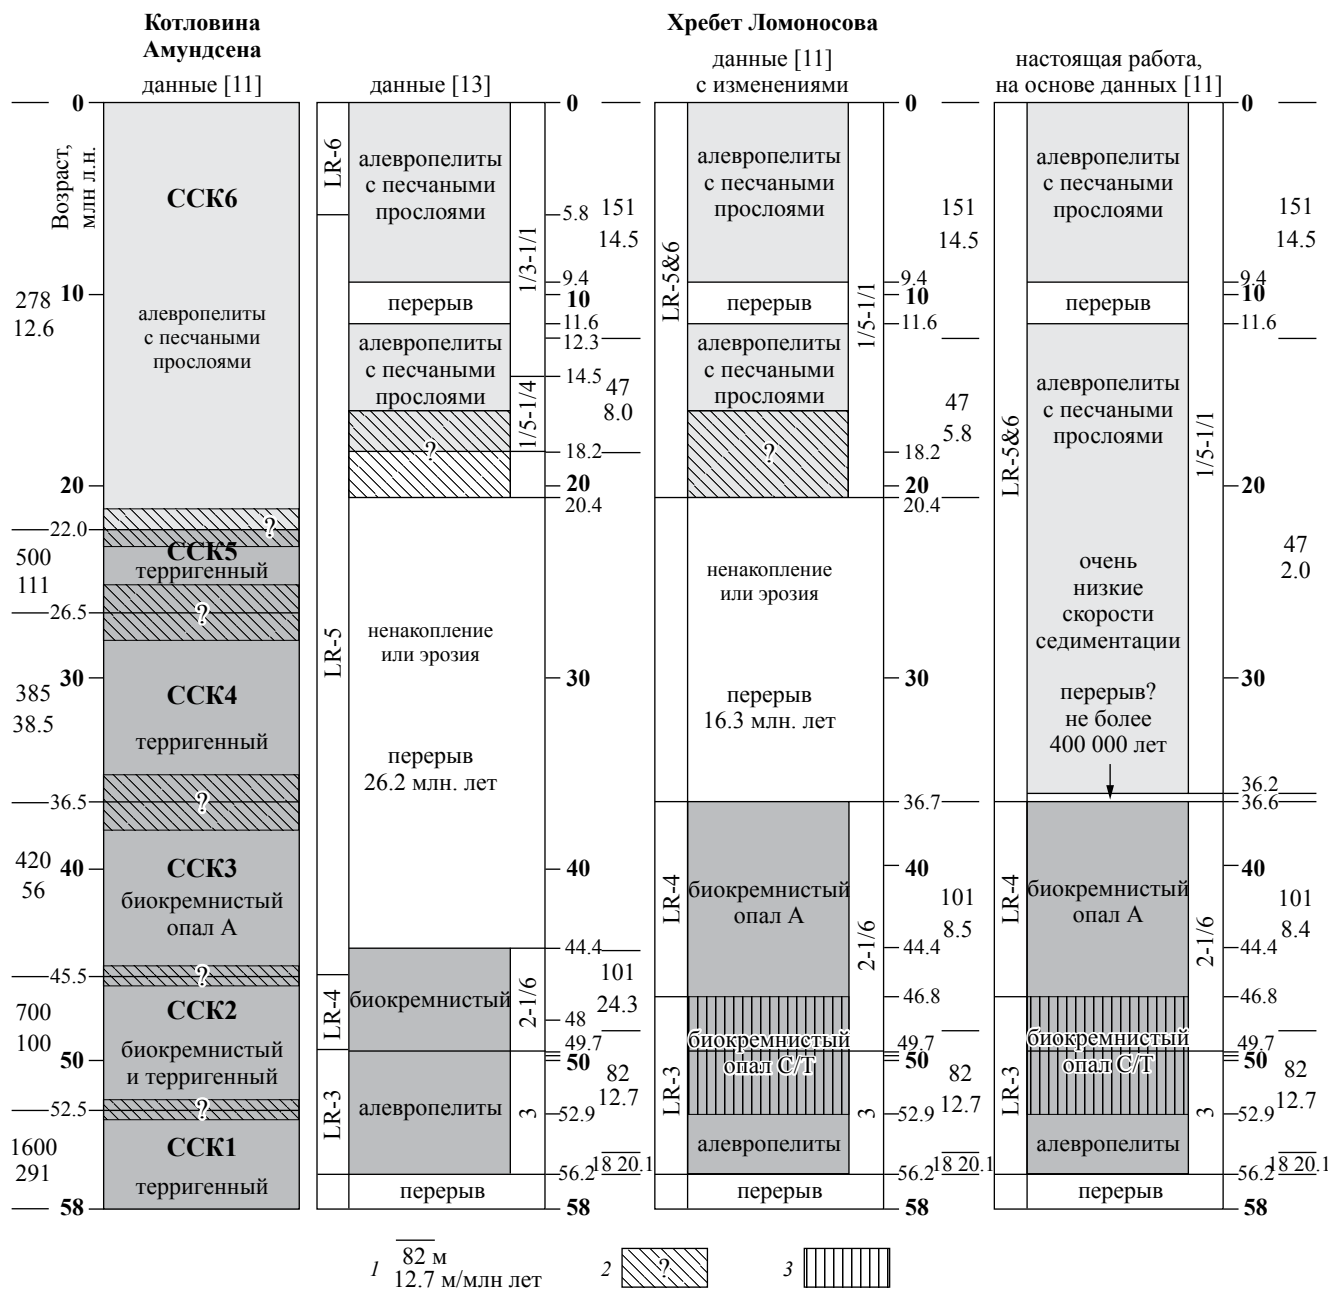 Котловина
Амундсена
данные [11]
Возраст,
млн л.н.
0
10
20
30
40
50
58
22.0
26.5
36.5
45.5
52.5
278
12.6
500
111
385
38.5
420
56
700
100
1600
291
ССК6
алевропелиты
с песчаными
прослоями
?
ССК5
терригенный
?
ССК4
терригенный
?
ССК3
биокремнистый
опал А
?
ССК2
биокремнистый
и терригенный
?
ССК1
терригенный
Хребет Ломоносова
данные [13]
LR-6
LR-5
LR-4
LR-3
алевропелиты
с песчаными
прослоями
перерыв
алевропелиты
с песчаными
прослоями
?
ненакопление
или эрозия
перерыв
26.2 млн. лет
биокремнистый
алевропелиты
перерыв
1/3-1/1
1/5-1/4
2-1/6
3
0
5.8
9.4
10
11.6
12.3
14.5
18.2
20
20.4
30
40
44.4
48
49.7
50
52.9
56.2
58
151
14.5
47
8.0
101
24.3
82
12.7
18 20.1
данные [11]
с изменениями
LR-5&6
LR-4
LR-3
алевропелиты
с песчаными
прослоями
перерыв
алевропелиты
с песчаными
прослоями
?
ненакопление
или эрозия
перерыв
16.3 млн. лет
биокремнистый
опал А
биокремнистый
опал С/Т
алевропелиты
перерыв
1/5-1/1
2-1/6
3
0
9.4
10
11.6
18.2
20
20.4
30
36.7
40
44.4
46.8
49.7
50
52.9
56.2
58
151
14.5
47
5.8
101
8.5
82
12.7
18 20.1
настоящая работа,
на основе данных [11]
LR-5&6
LR-4
LR-3
алевропелиты
с песчаными
прослоями
перерыв
алевропелиты
с песчаными
прослоями
очень
низкие
скорости
седиментации
перерыв?
не более
400 000 лет
биокремнистый
опал А
биокремнистый
опал С/Т
алевропелиты
перерыв
1/5-1/1
2-1/6
3
0
9.4
10
11.6
20
30
36.2
36.6
40
44.4
46.8
49.7
50
52.9
56.2
58
151
14.5
47
2.0
101
8.4
82
12.7
18 20.1
1 82 м
12.7 м/млн лет
2 ?
3